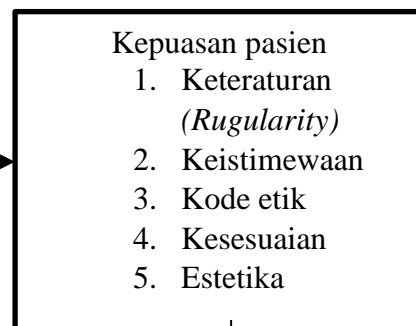 Kepuasan pasien
1. Keteraturan
(Rugularity)
2. Keistimewaan
3. Kode etik
4. Kesesuaian
5. Estetika